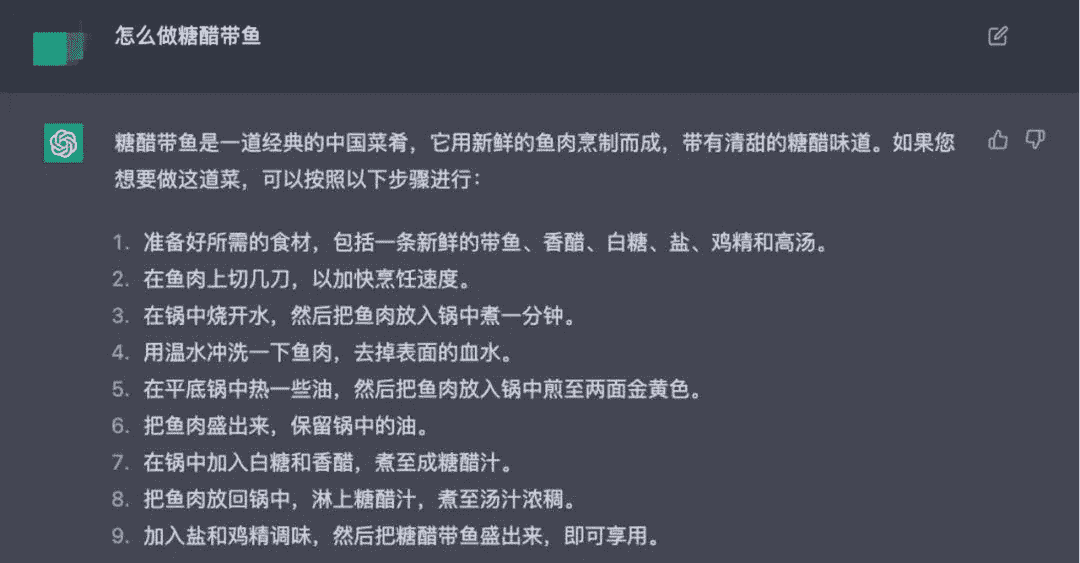 怎么做糖醋带鱼
糖醋带鱼是一道经典的中国菜肴，它用新鲜的鱼肉烹制而成，带有清甜的糖醋味道。如果您
想要做这道菜，可以按照以下步骤进行：
1. 准备好所需的食材，包括一条新鲜的带鱼、香醋、白糖、盐、鸡精和高汤。
2. 在鱼肉上切几刀，以加快烹饪速度。
3. 在锅中烧开水，然后把鱼肉放入锅中煮一分钟。
4. 用温水冲洗一下鱼肉，去掉表面的血水。
5. 在平底锅中热一些油，然后把鱼肉放入锅中煎至两面金黄色。
6. 把鱼肉盛出来，保留锅中的油。
7. 在锅中加入白糖和香醋，煮至成糖醋汁。
8. 把鱼肉放回锅中，淋上糖醋汁，煮至汤汁浓稠。
9. 加入盐和鸡精调味，然后把糖醋带鱼盛出来，即可享用。